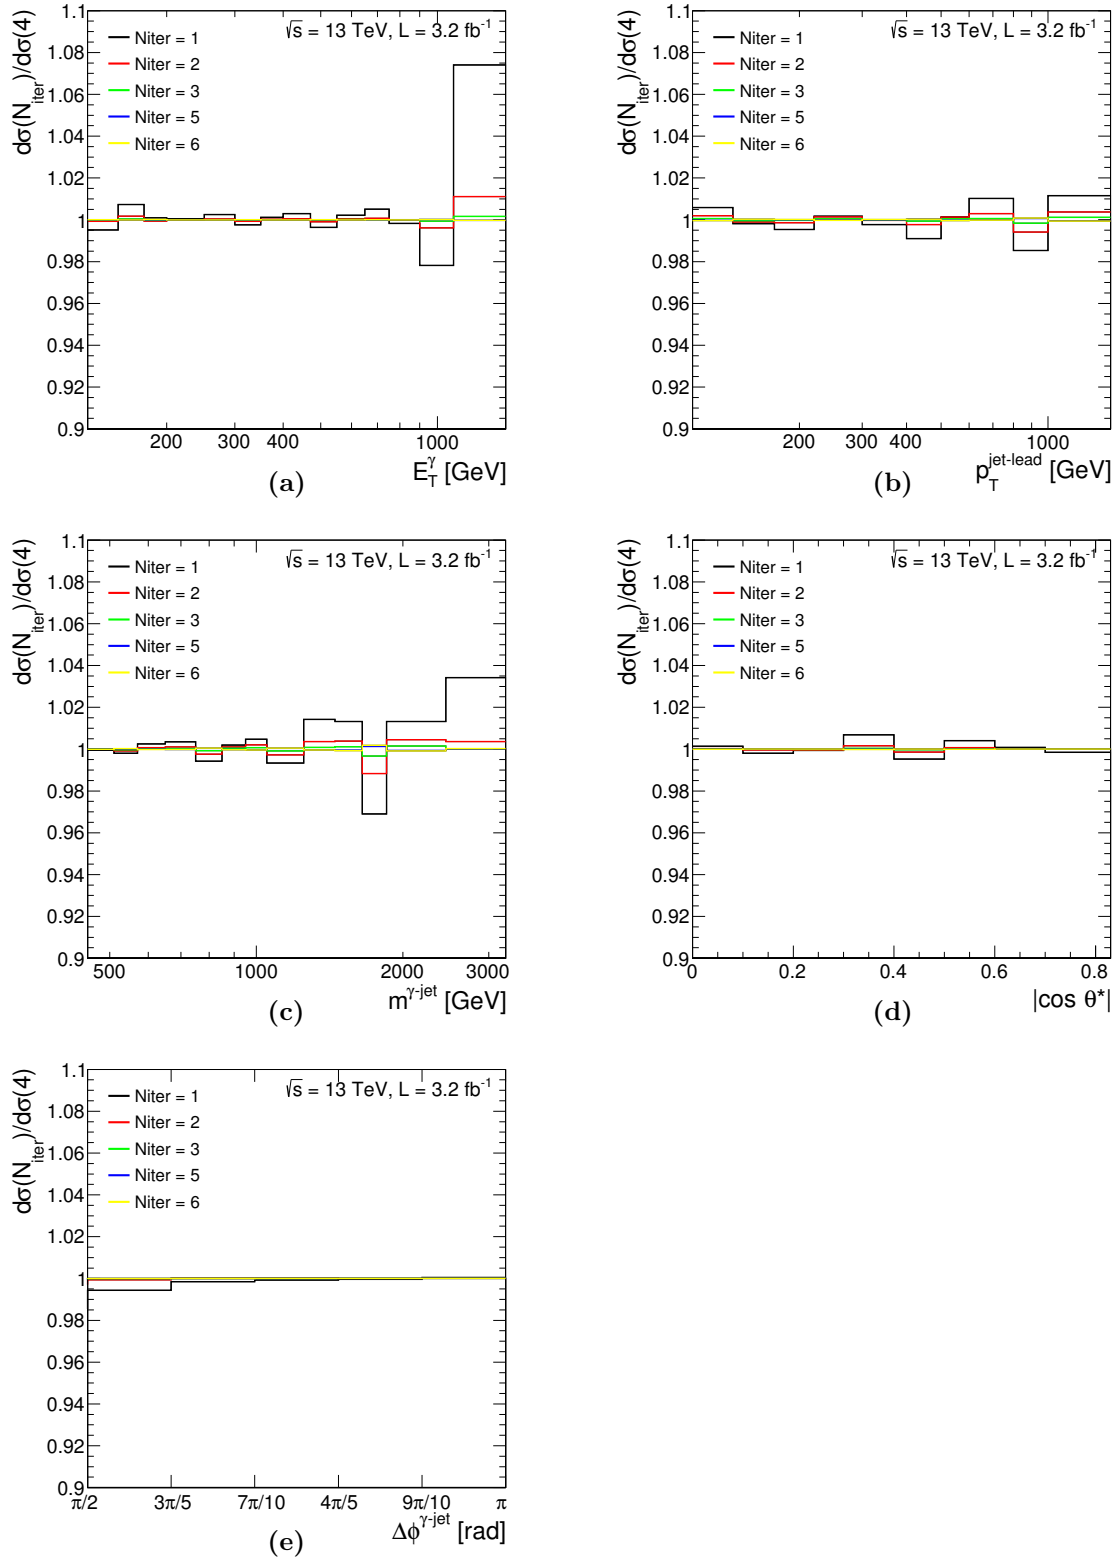 dσ(N_iter)/dσ(4)
√s = 13 TeV, L = 3.2 fb⁻¹
Niter = 1
Niter = 2
Niter = 3
Niter = 5
Niter = 6
1.1
1.08
1.06
1.04
1.02
1
0.98
0.96
0.94
0.92
0.9
200 300 400 1000
E_T^γ [GeV]
(a)
dσ(N_iter)/dσ(4)
√s = 13 TeV, L = 3.2 fb⁻¹
Niter = 1
Niter = 2
Niter = 3
Niter = 5
Niter = 6
1.1
1.08
1.06
1.04
1.02
1
0.98
0.96
0.94
0.92
0.9
200 300 400 1000
p_T^jet-lead [GeV]
(b)
dσ(N_iter)/dσ(4)
√s = 13 TeV, L = 3.2 fb⁻¹
Niter = 1
Niter = 2
Niter = 3
Niter = 5
Niter = 6
1.1
1.08
1.06
1.04
1.02
1
0.98
0.96
0.94
0.92
0.9
500 1000 2000 3000
m^γ-jet [GeV]
(c)
dσ(N_iter)/dσ(4)
√s = 13 TeV, L = 3.2 fb⁻¹
Niter = 1
Niter = 2
Niter = 3
Niter = 5
Niter = 6
1.1
1.08
1.06
1.04
1.02
1
0.98
0.96
0.94
0.92
0.9
0 0.2 0.4 0.6 0.8
|cos θ*|
(d)
dσ(N_iter)/dσ(4)
√s = 13 TeV, L = 3.2 fb⁻¹
Niter = 1
Niter = 2
Niter = 3
Niter = 5
Niter = 6
1.1
1.08
1.06
1.04
1.02
1
0.98
0.96
0.94
0.92
0.9
π/2 3π/5 7π/10 4π/5 9π/10 π
Δϕ^γ-jet [rad]
(e)